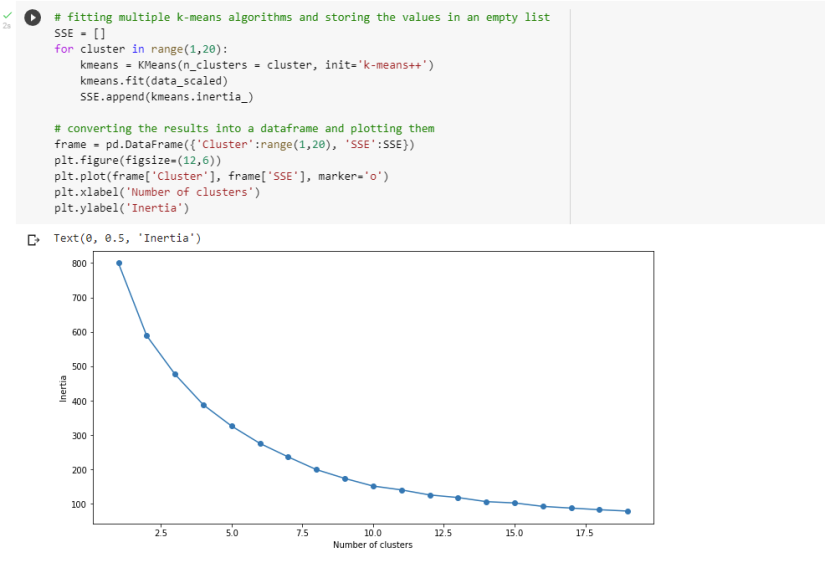 # fitting multiple k-means algorithms and storing the values in an empty list
SSE = []
for cluster in range(1,20):
    kmeans = KMeans(n_clusters = cluster, init='k-means++')
    kmeans.fit(data_scaled)
    SSE.append(kmeans.inertia_)
# converting the results into a dataframe and plotting them
frame = pd.DataFrame({'Cluster':range(1,20), 'SSE':SSE})
plt.figure(figsize=(12,6))
plt.plot(frame['Cluster'], frame['SSE'], marker='o')
plt.xlabel('Number of clusters')
plt.ylabel('Inertia')
2s
Text(0, 0.5, 'Inertia')
800
700
600
500
400
300
200
100
Inertia
2.5 5.0 7.5 10.0 12.5 15.0 17.5
Number of clusters